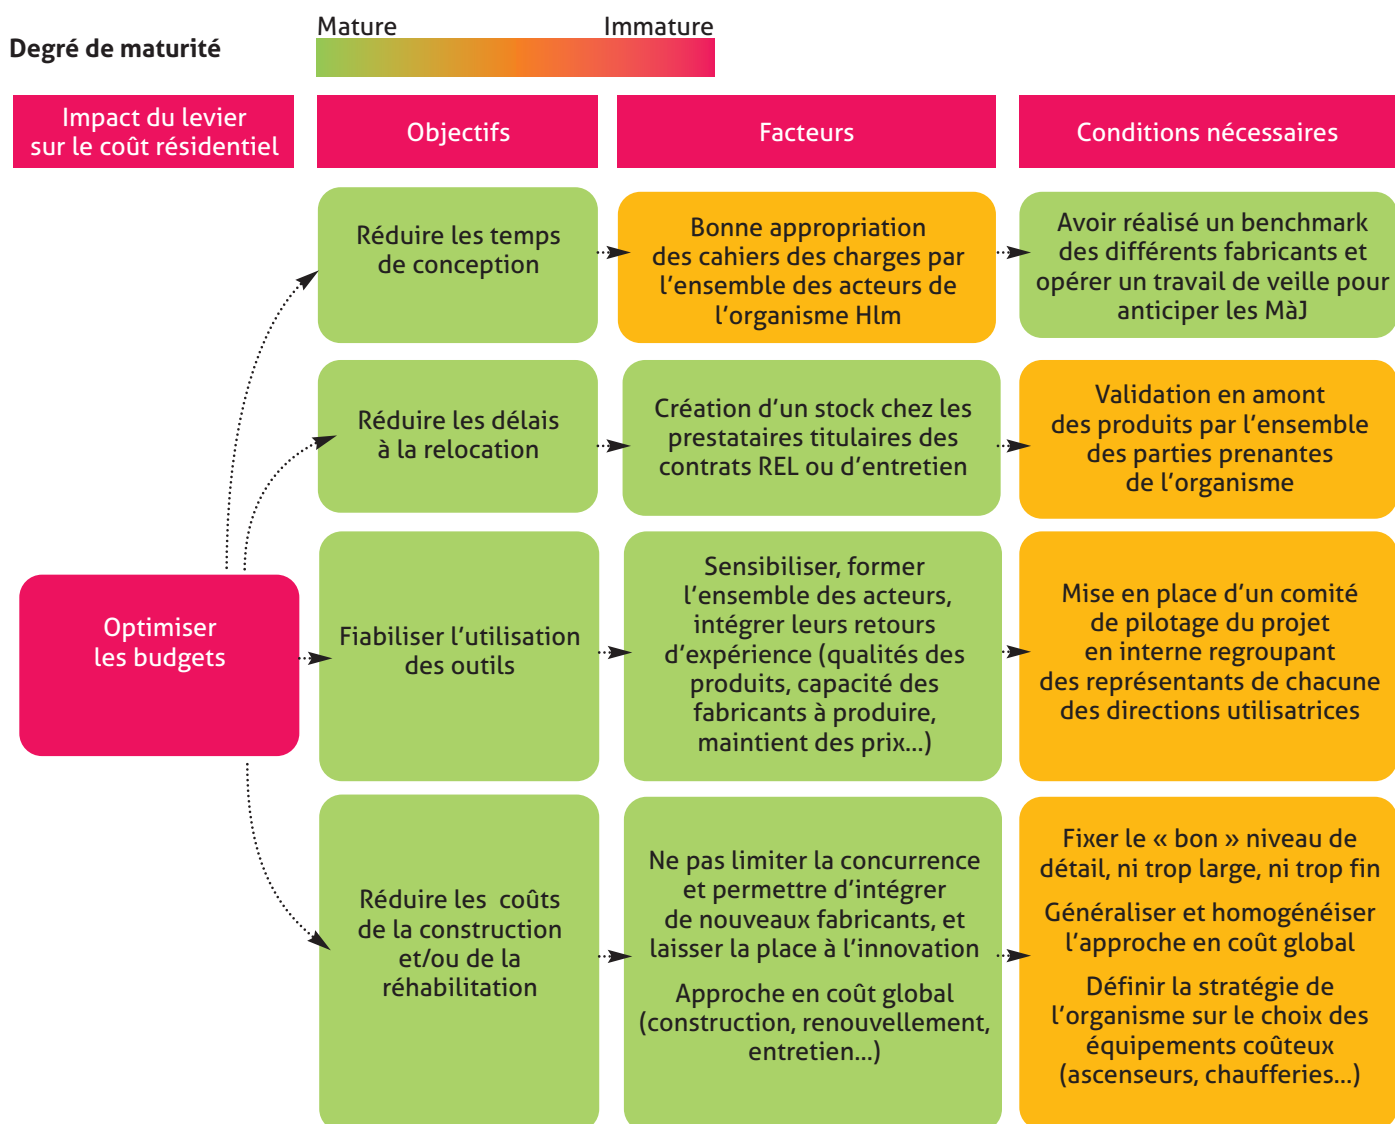 Degré de maturité
Mature
Immature
Impact du levier
sur le coût résidentiel
Objectifs
Facteurs
Conditions nécessaires
Optimiser
les budgets
Réduire les temps
de conception
Bonne appropriation
des cahiers des charges par
l’ensemble des acteurs de
l’organisme Hlm
Avoir réalisé un benchmark
des différents fabricants et
opérer un travail de veille pour
anticiper les MàJ
Réduire les délais
à la relocation
Création d’un stock chez les
prestataires titulaires des
contrats REL ou d’entretien
Validation en amont
des produits par l’ensemble
des parties prenantes
de l’organisme
Fiabiliser l’utilisation
des outils
Sensibiliser, former
l’ensemble des acteurs,
intégrer leurs retours
d’expérience (qualités des
produits, capacité des
fabricants à produire,
maintient des prix...)
Mise en place d’un comité
de pilotage du projet
en interne regroupant
des représentants de chacune
des directions utilisatrices
Réduire les coûts
de la construction
et/ou de la
réhabilitation
Ne pas limiter la concurrence
et permettre d’intégrer
de nouveaux fabricants, et
laisser la place à l’innovation
Approche en coût global
(construction, renouvellement,
entretien...)
Fixer le « bon » niveau de
détail, ni trop large, ni trop fin
Généraliser et homogénéiser
l’approche en coût global
Définir la stratégie de
l’organisme sur le choix des
équipements coûteux
(ascenseurs, chaufferies...)